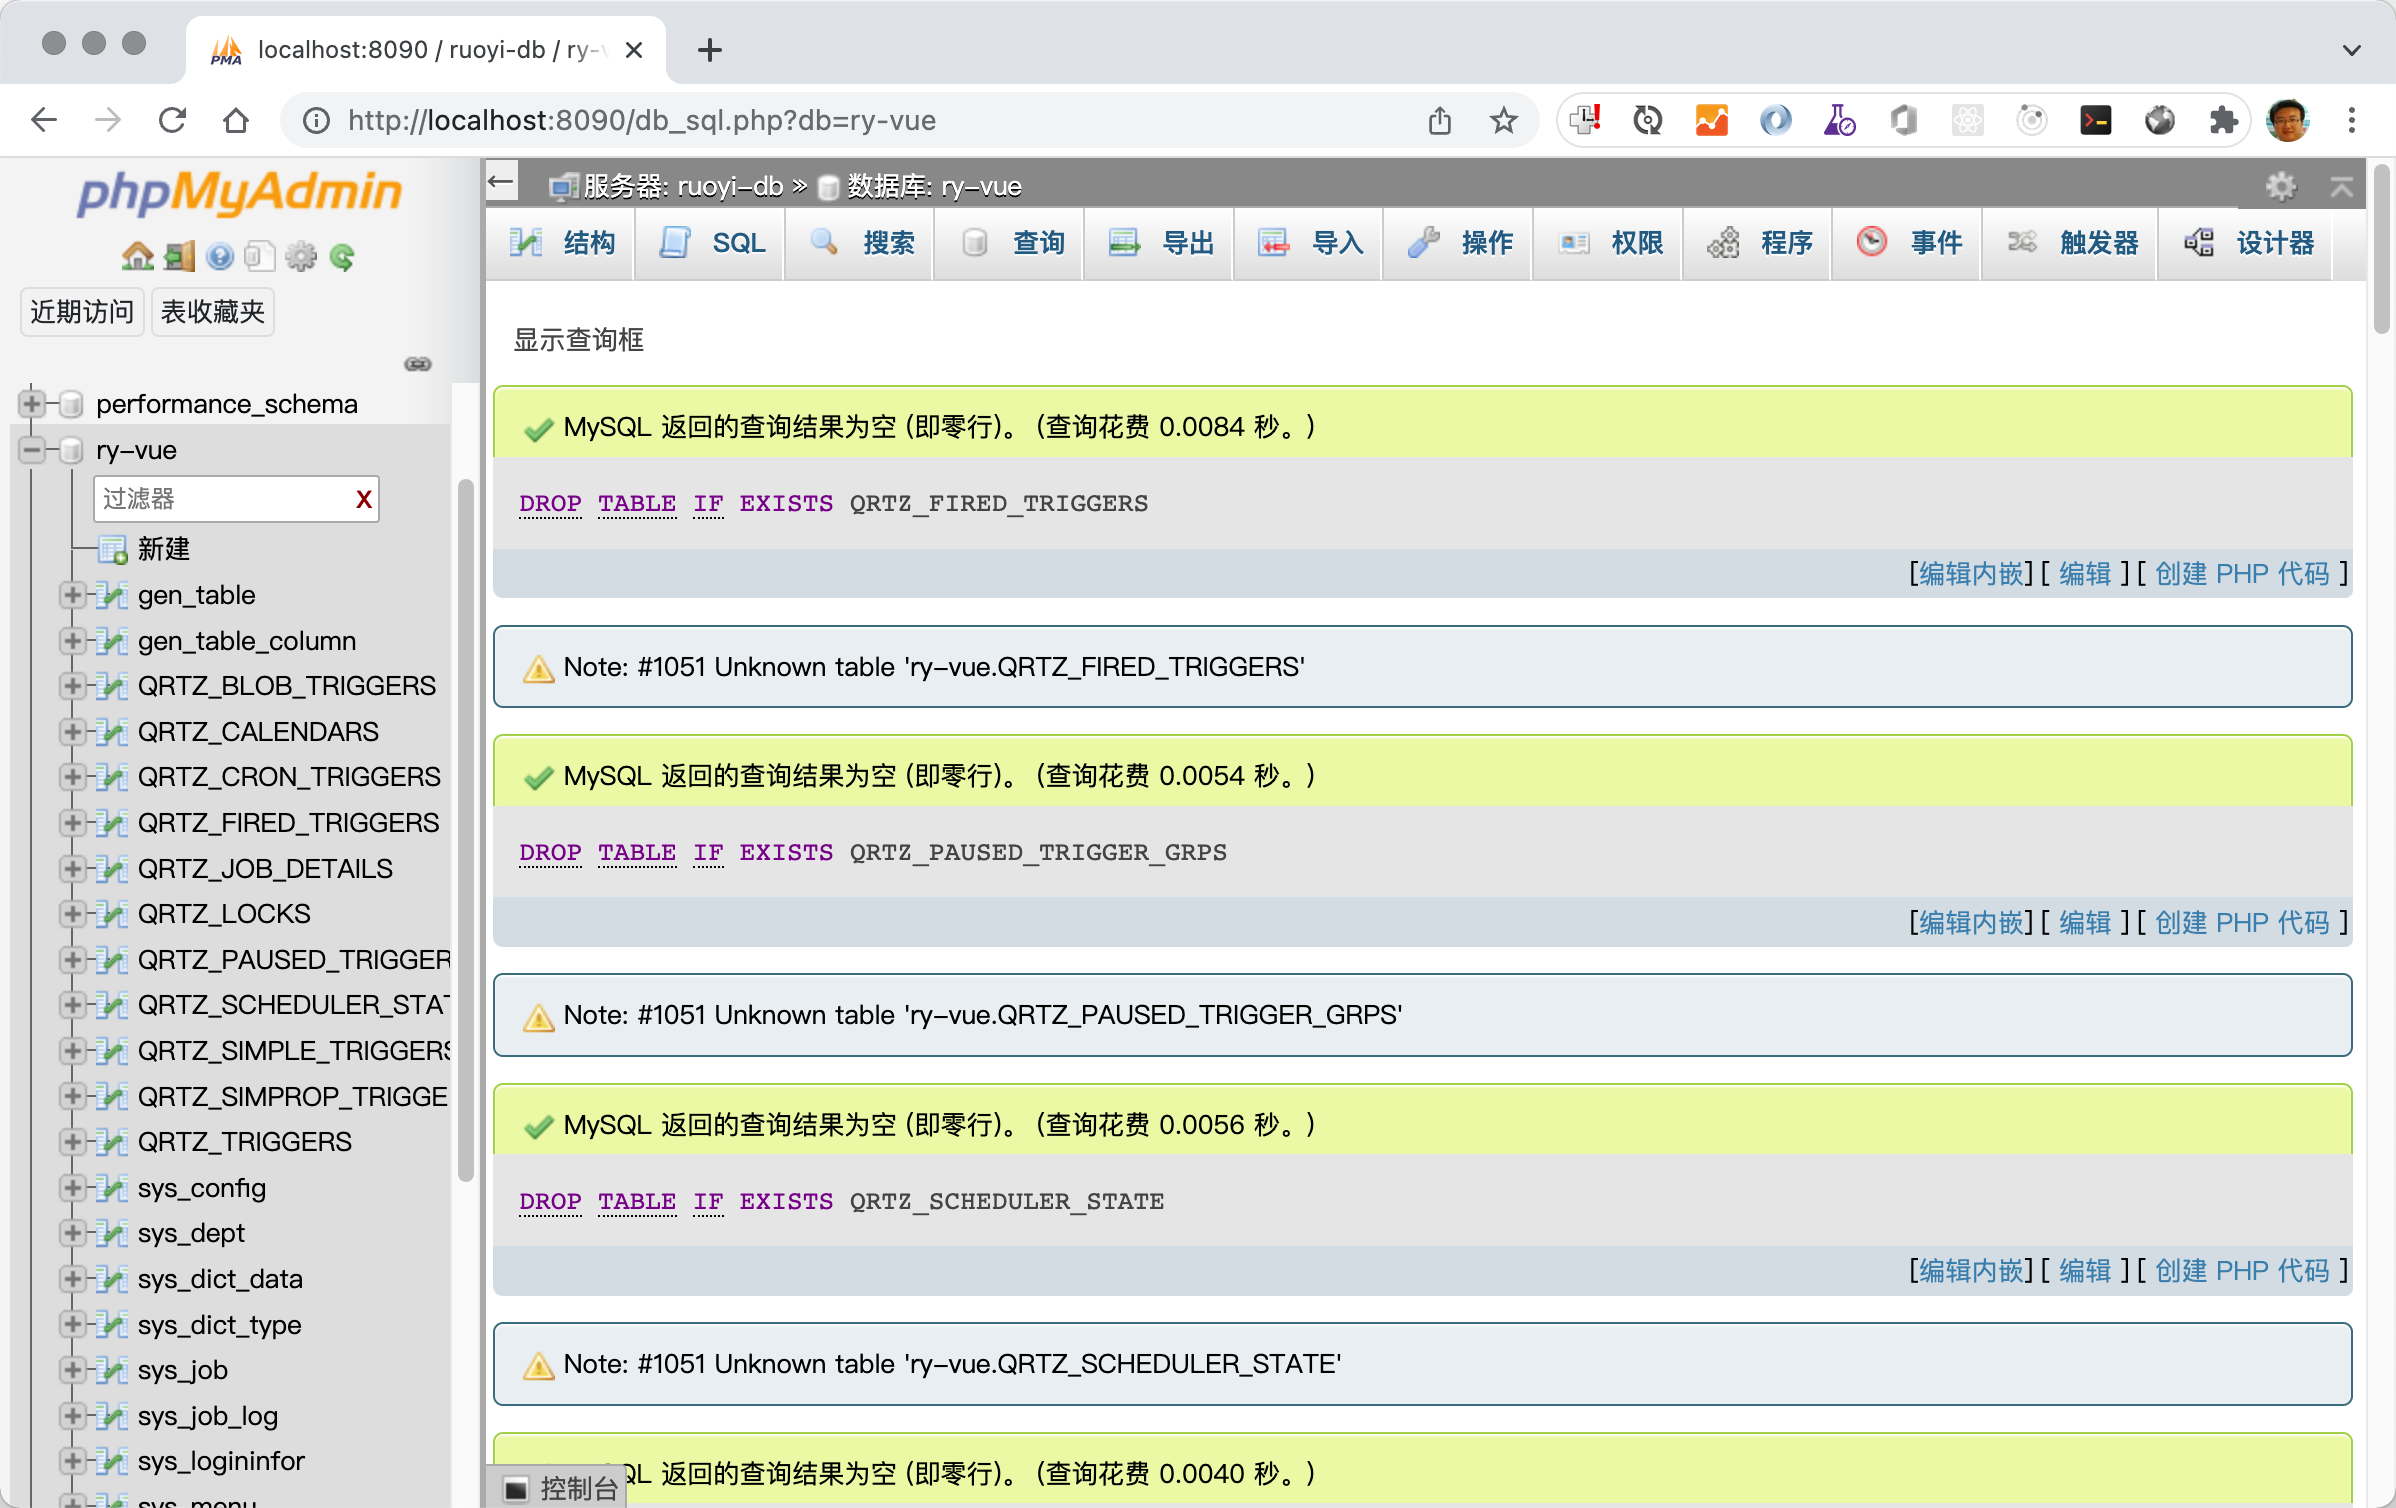 localhost:8090 / ruoyi-db / ry-
http://localhost:8090/db_sql.php?db=ry-vue
phpMyAdmin
近期访问
表收藏夹
performance_schema
ry-vue
过滤器
X
新建
gen_table
gen_table_column
QRTZ_BLOB_TRIGGERS
QRTZ_CALENDARS
QRTZ_CRON_TRIGGERS
QRTZ_FIRED_TRIGGERS
QRTZ_JOB_DETAILS
QRTZ_LOCKS
QRTZ_PAUSED_TRIGGER
QRTZ_SCHEDULER_STAT
QRTZ_SIMPLE_TRIGGERS
QRTZ_SIMPROP_TRIGGE
QRTZ_TRIGGERS
sys_config
sys_dept
sys_dict_data
sys_dict_type
sys_job
sys_job_log
sys_logininfor
sys_menu
服务器: ruoyi-db » 数据库: ry-vue
结构 SQL 搜索 查询 导出 导入 操作 权限 程序 事件 触发器 设计器
显示查询框
MySQL 返回的查询结果为空 (即零行)。 (查询花费 0.0084 秒。)
DROP TABLE IF EXISTS QRTZ_FIRED_TRIGGERS
[编辑内嵌] [ 编辑 ] [ 创建 PHP 代码 ]
Note: #1051 Unknown table 'ry-vue.QRTZ_FIRED_TRIGGERS'
MySQL 返回的查询结果为空 (即零行)。 (查询花费 0.0054 秒。)
DROP TABLE IF EXISTS QRTZ_PAUSED_TRIGGER_GRPS
[编辑内嵌] [ 编辑 ] [ 创建 PHP 代码 ]
Note: #1051 Unknown table 'ry-vue.QRTZ_PAUSED_TRIGGER_GRPS'
MySQL 返回的查询结果为空 (即零行)。 (查询花费 0.0056 秒。)
DROP TABLE IF EXISTS QRTZ_SCHEDULER_STATE
[编辑内嵌] [ 编辑 ] [ 创建 PHP 代码 ]
Note: #1051 Unknown table 'ry-vue.QRTZ_SCHEDULER_STATE'
QL 返回的查询结果为空 (即零行)。 (查询花费 0.0040 秒。)
控制台
PMA